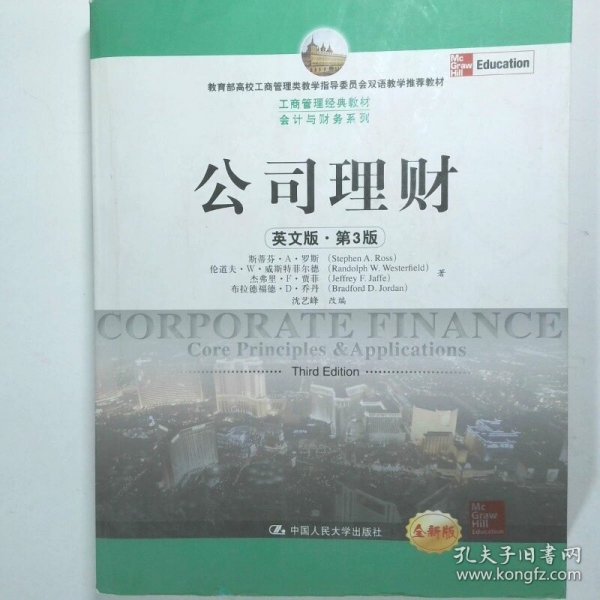 Mc
Graw
Hill
Education
教育部高校工商管理类教学指导委员会双语教学推荐教材
工商管理经典教材
会计与财务系列
公司理财
英文版·第3版
斯蒂芬·A·罗斯 (Stephen A. Ross)
伦道夫·W·威斯特菲尔德 (Randolph W. Westerfield) 著
杰弗里·F·贾菲 (Jeffrey F. Jaffe)
布拉德福德·D·乔丹 (Bradford D. Jordan)
沈艺峰 改编
CORPORATE FINANCE
Core Principles & Applications
Third Edition
Mc
Graw
Hill
Education
中国人民大学出版社
全新版
孔夫子旧书网
www.kongfz.com